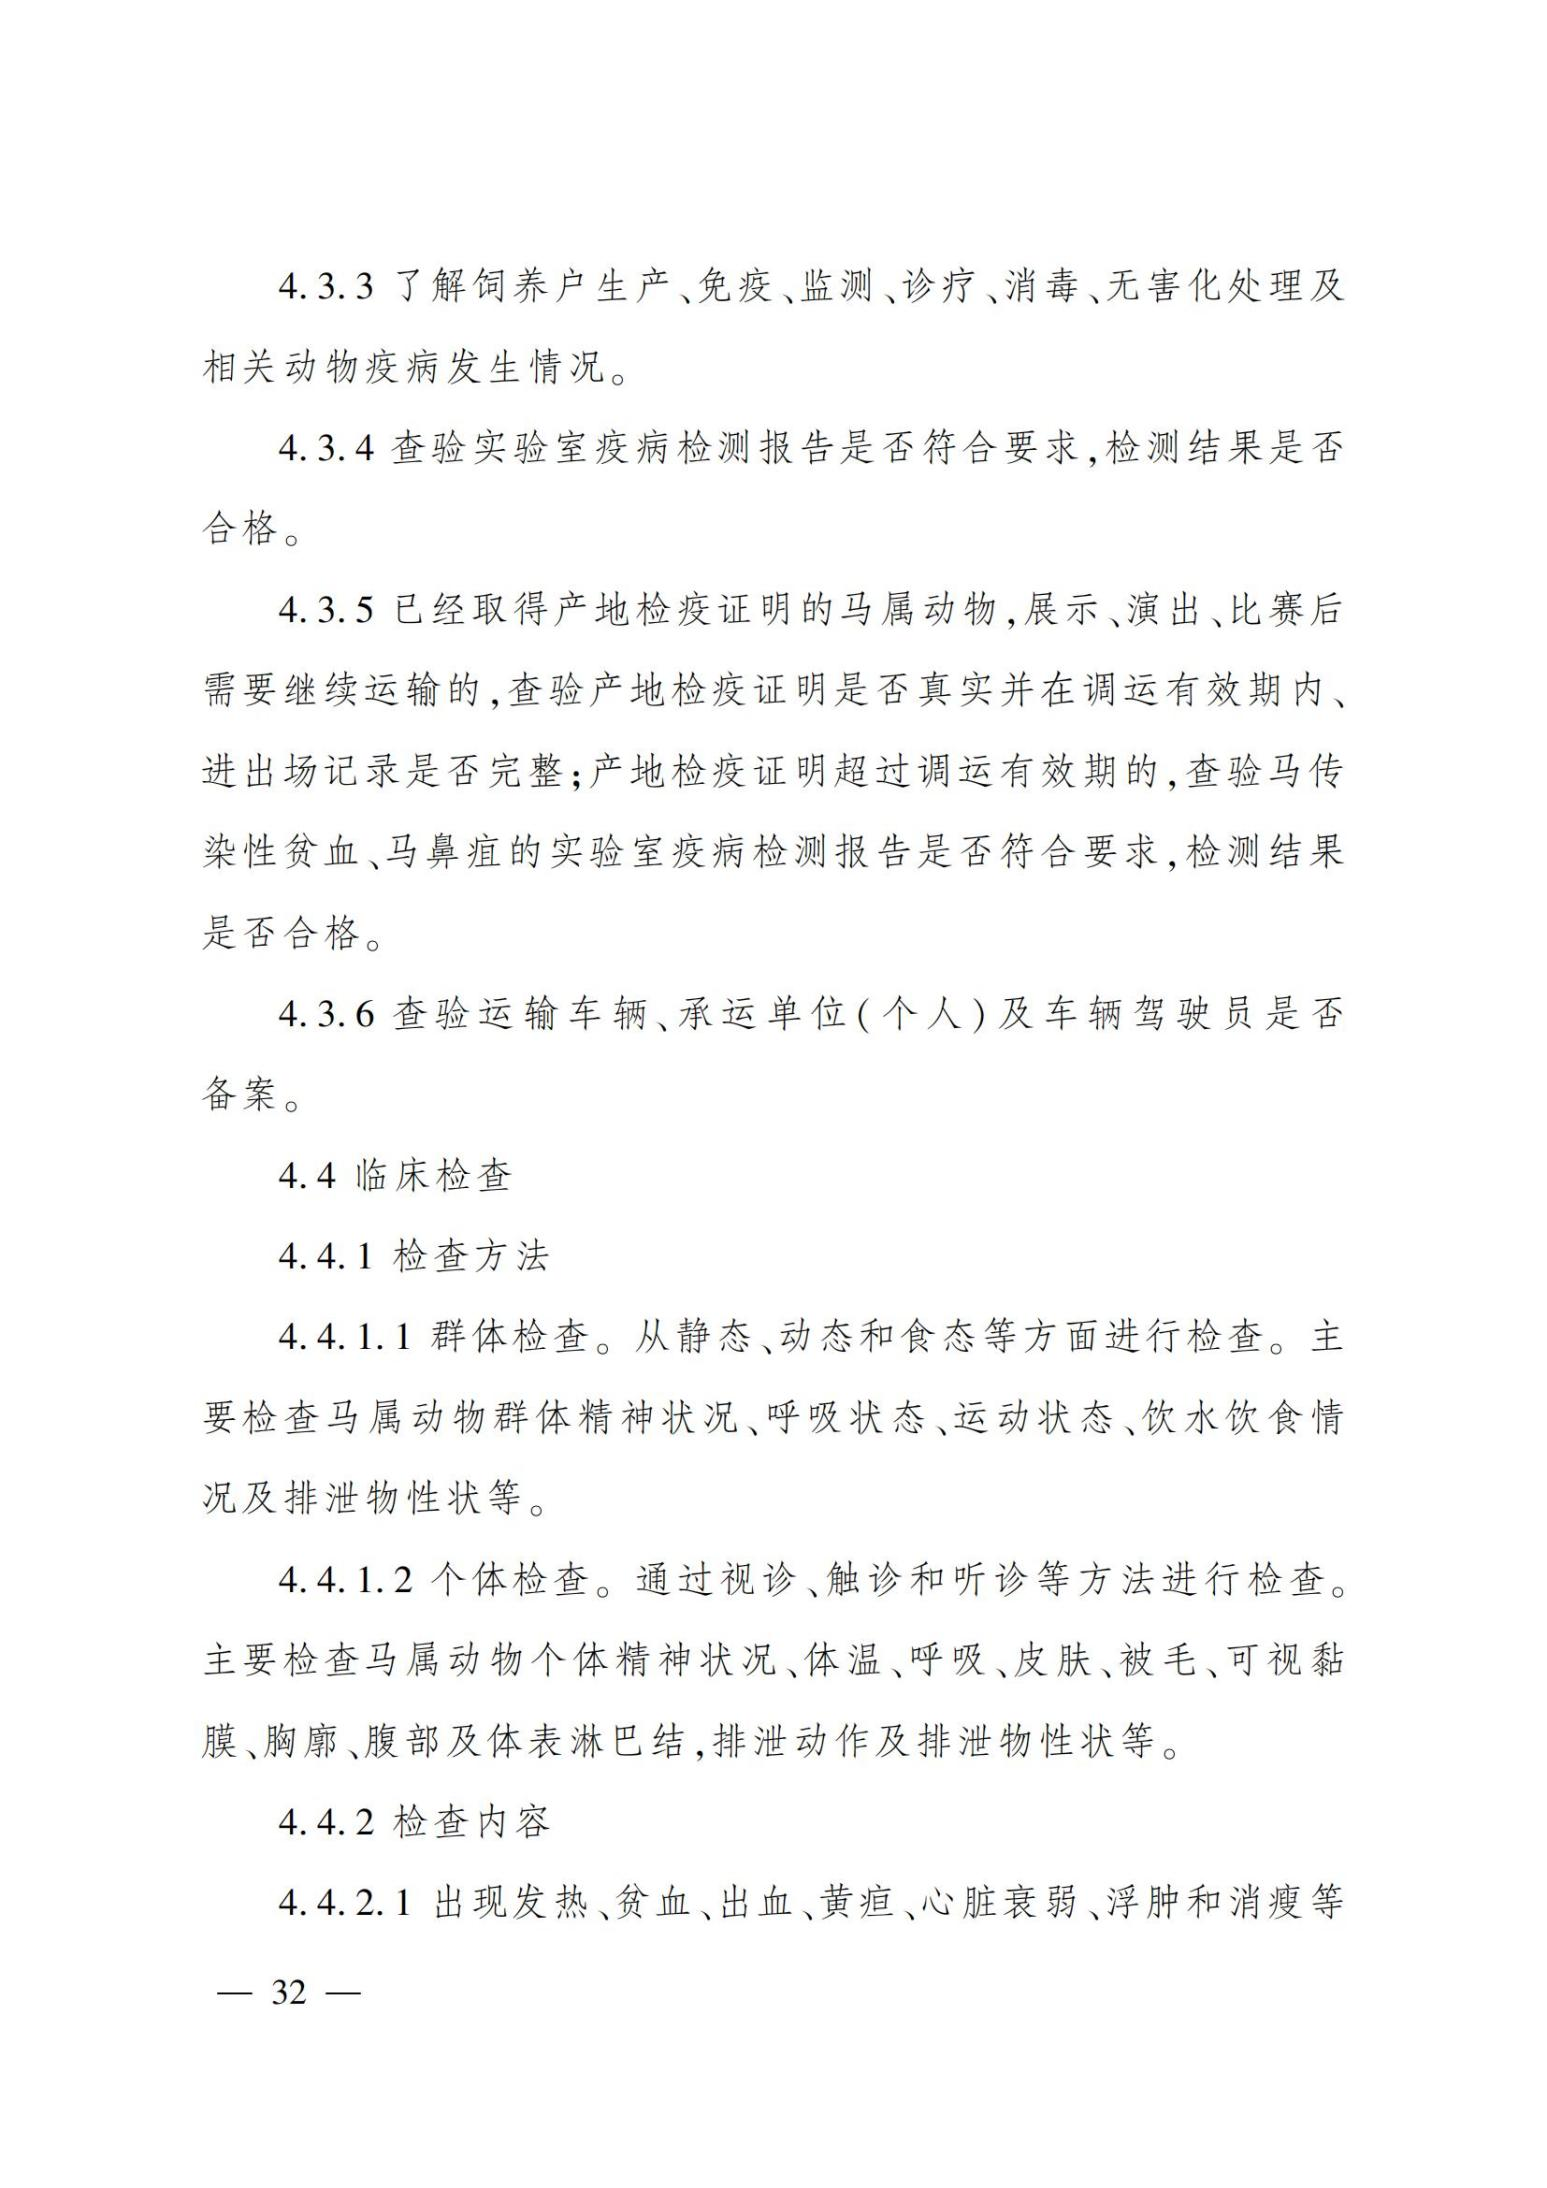 4.3.3 了解饲养户生产、免疫、监测、诊疗、消毒、无害化处理及
相关动物疫病发生情况。
4.3.4 查验实验室疫病检测报告是否符合要求,检测结果是否
合格。
4.3.5 已经取得产地检疫证明的马属动物,展示、演出、比赛后
需要继续运输的,查验产地检疫证明是否真实并在调运有效期内、
进出场记录是否完整;产地检疫证明超过调运有效期的,查验马传
染性贫血、马鼻疽的实验室疫病检测报告是否符合要求,检测结果
是否合格。
4.3.6 查验运输车辆、承运单位(个人)及车辆驾驶员是否
备案。
4.4 临床检查
4.4.1 检查方法
4.4.1.1 群体检查。从静态、动态和食态等方面进行检查。主
要检查马属动物群体精神状况、呼吸状态、运动状态、饮水饮食情
况及排泄物性状等。
4.4.1.2 个体检查。通过视诊、触诊和听诊等方法进行检查。
主要检查马属动物个体精神状况、体温、呼吸、皮肤、被毛、可视黏
膜、胸廓、腹部及体表淋巴结,排泄动作及排泄物性状等。
4.4.2 检查内容
4.4.2.1 出现发热、贫血、出血、黄疸、心脏衰弱、浮肿和消瘦等
— 32 —